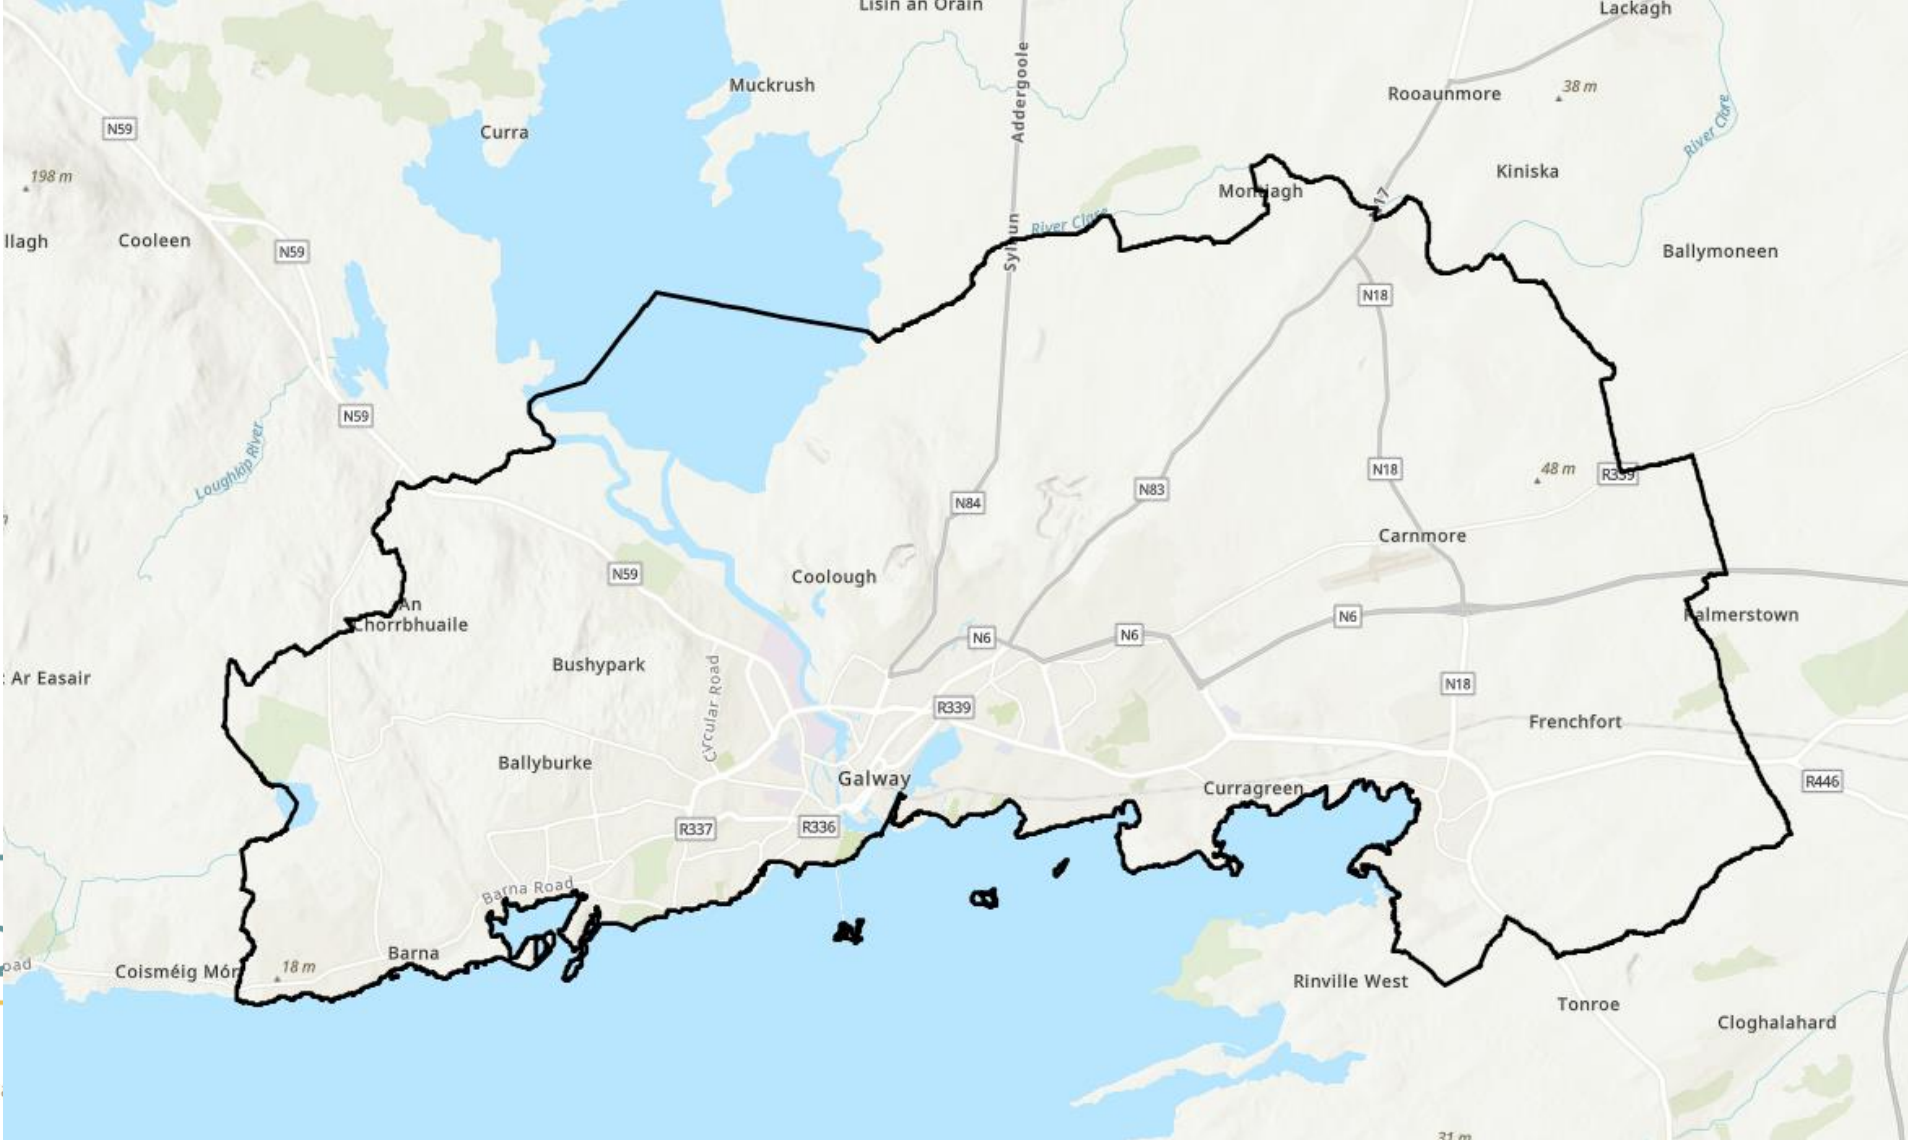 Lisín an Oráin
Lackagh
Addergoole
Muckrush
38 m
Rooaunmore
N59
Curra
River Clare
198 m
Kiniska
River Clare
N59
llagh
Cooleen
Ballymoneen
N18
N59
Loughkip River
N18
48 m
R339
N84
N83
Carnmore
N59
Coolough
An
Chorrbhuaile
N6
N6
N6
Palmerstown
Bushypark
Ar Easair
Circular Road
N18
R339
Frenchfort
Ballyburke
Galway
Curragreen
R446
R337
R336
Barna Road
Barna
oad
Coisméig Mór
18 m
Rinville West
Tonroe
Cloghalahard
31 m